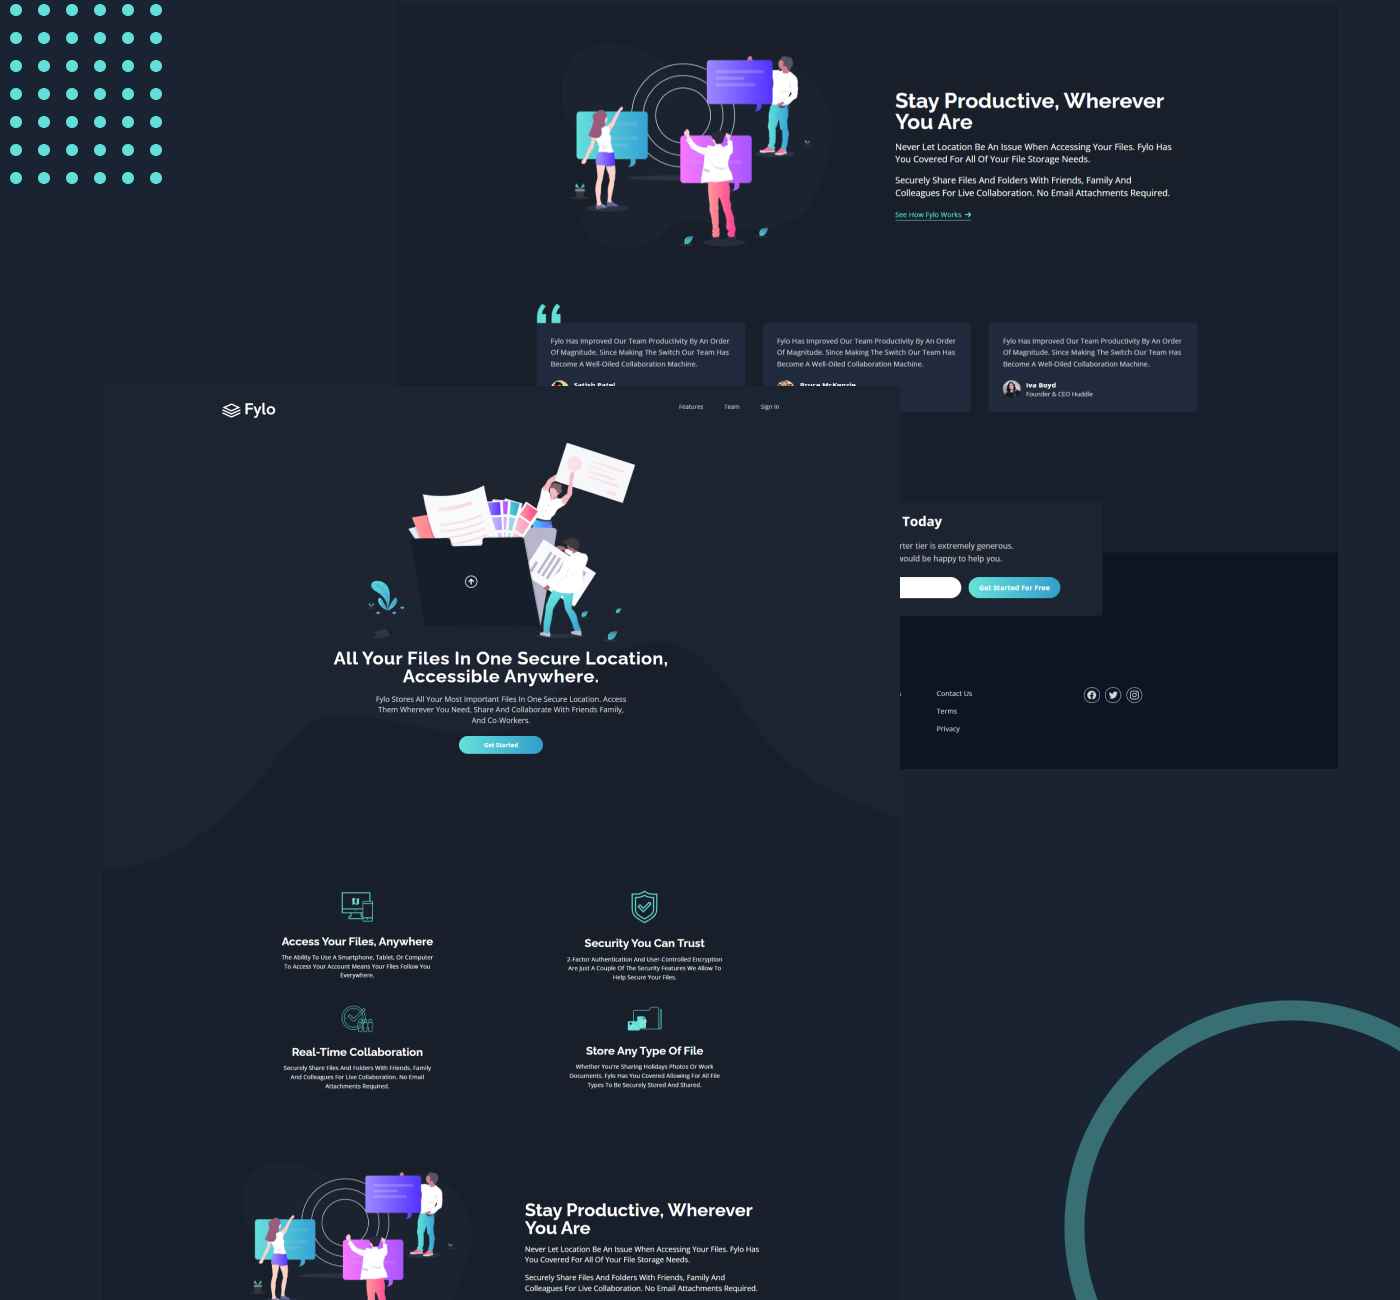 Stay Productive, Wherever
You Are
Never Let Location Be An Issue When Accessing Your Files. Fylo Has
You Covered For All Of Your File Storage Needs.
Securely Share Files And Folders With Friends, Family And
Colleagues For Live Collaboration. No Email Attachments Required.
See How Fylo Works
Fylo Has Improved Our Team Productivity By An Order
Of Magnitude. Since Making The Switch Our Team Has
Become A Well-Oiled Collaboration Machine.
Satish Patel
Fylo Has Improved Our Team Productivity By An Order
Of Magnitude. Since Making The Switch Our Team Has
Become A Well-Oiled Collaboration Machine.
Bruce McKenzie
Fylo Has Improved Our Team Productivity By An Order
Of Magnitude. Since Making The Switch Our Team Has
Become A Well-Oiled Collaboration Machine.
Iva Boyd
Founder & CEO Huddle
Today
rter tier is extremely generous.
would be happy to help you.
Get Started For Free
Contact Us
Terms
Privacy
Fylo
Features Team Sign In
All Your Files In One Secure Location,
Accessible Anywhere.
Fylo Stores All Your Most Important Files In One Secure Location. Access
Them Wherever You Need, Share And Collaborate With Friends Family,
And Co-Workers.
Get Started
Access Your Files, Anywhere
The Ability To Use A Smartphone, Tablet, Or Computer
To Access Your Account Means Your Files Follow You
Everywhere.
Security You Can Trust
2-Factor Authentication And User-Controlled Encryption
Are Just A Couple Of The Security Features We Allow To
Help Secure Your Files.
Real-Time Collaboration
Securely Share Files And Folders With Friends, Family
And Colleagues For Live Collaboration. No Email
Attachments Required.
Store Any Type Of File
Whether You're Sharing Holidays Photos Or Work
Documents, Fylo Has You Covered Allowing For All File
Types To Be Securely Stored And Shared.
Stay Productive, Wherever
You Are
Never Let Location Be An Issue When Accessing Your Files. Fylo Has
You Covered For All Of Your File Storage Needs.
Securely Share Files And Folders With Friends, Family And
Colleagues For Live Collaboration. No Email Attachments Required.